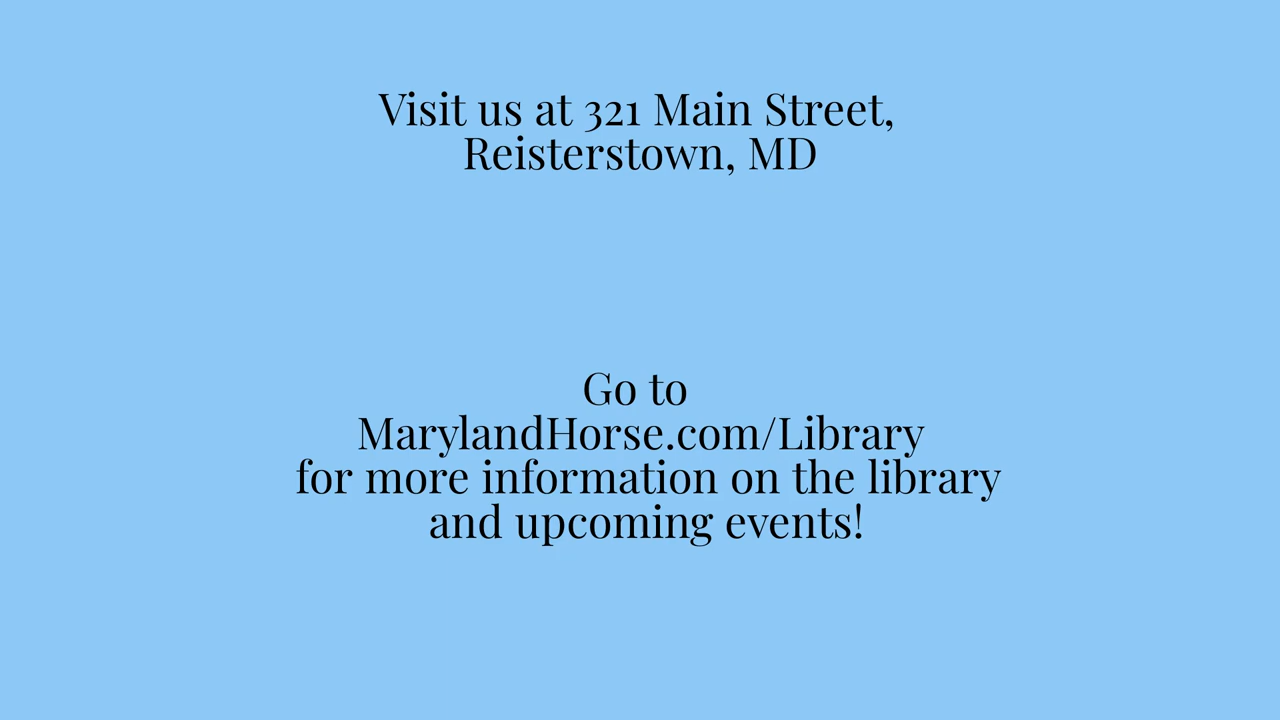 Visit us at 321 Main Street,
Reisterstown, MD
Go to
MarylandHorse.com/Library
for more information on the library
and upcoming events!